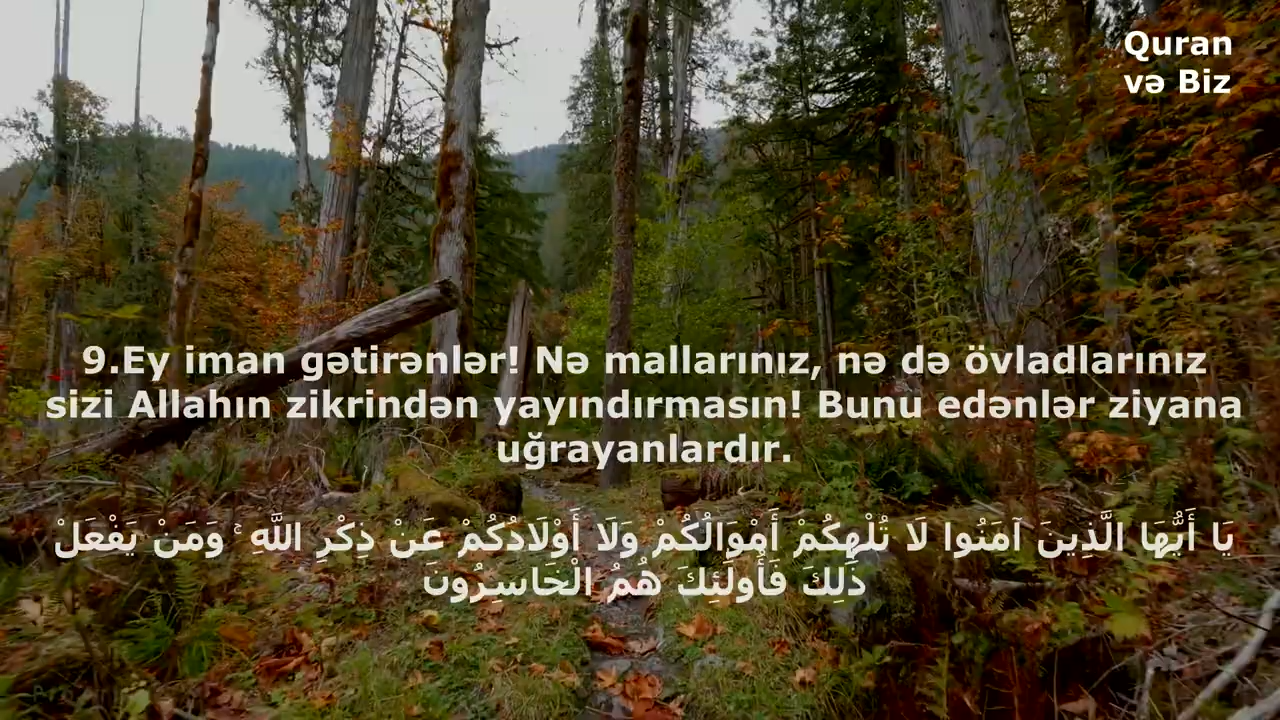 Quran
və Biz
9.Ey iman gətirənlər! Nə mallarınız, nə də övladlarınız
sizi Allahın zikrindən yayındırmasın! Bunu edənlər ziyana
uğrayanlardır.
يَا أَيُّهَا الَّذِينَ آمَنُوا لَا تُلْهِكُمْ أَمْوَالُكُمْ وَلَا أَوْلَادُكُمْ عَنْ ذِكْرِ اللَّهِ ۚ وَمَنْ يَفْعَلْ
ذَٰلِكَ فَأُولَٰئِكَ هُمُ الْخَاسِرُونَ